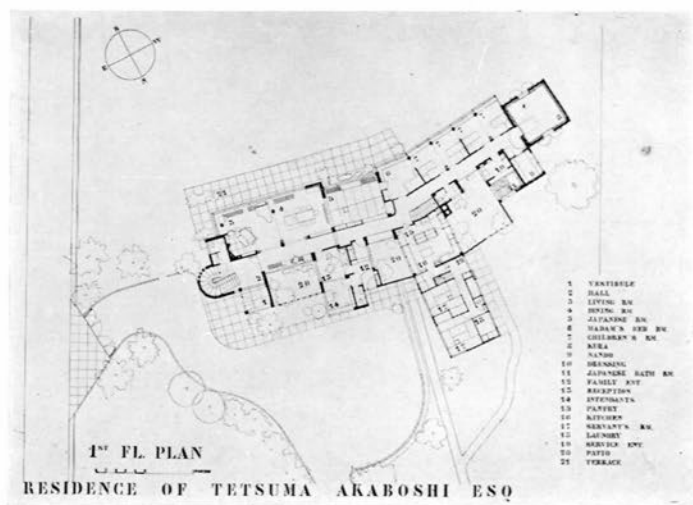 1 VESTIBULE
2 HALL
3 LIVING RM
4 DINING RM
5 JAPANESE RM
6 MADAM'S BED RM
7 CHILDREN'S RM
8 KURA
9 NANDO
10 DRESSING
11 JAPANESE BATH RM
12 FAMILY ENT
13 RECEPTION
14 INTENDANTS
15 PANTRY
16 KITCHEN
17 SERVANT'S RM
18 LAUNDRY
19 SERVICE ENT
20 PATIO
21 TERRACE
1ST FL. PLAN
RESIDENCE OF TETSUMA AKABOSHI ESQ